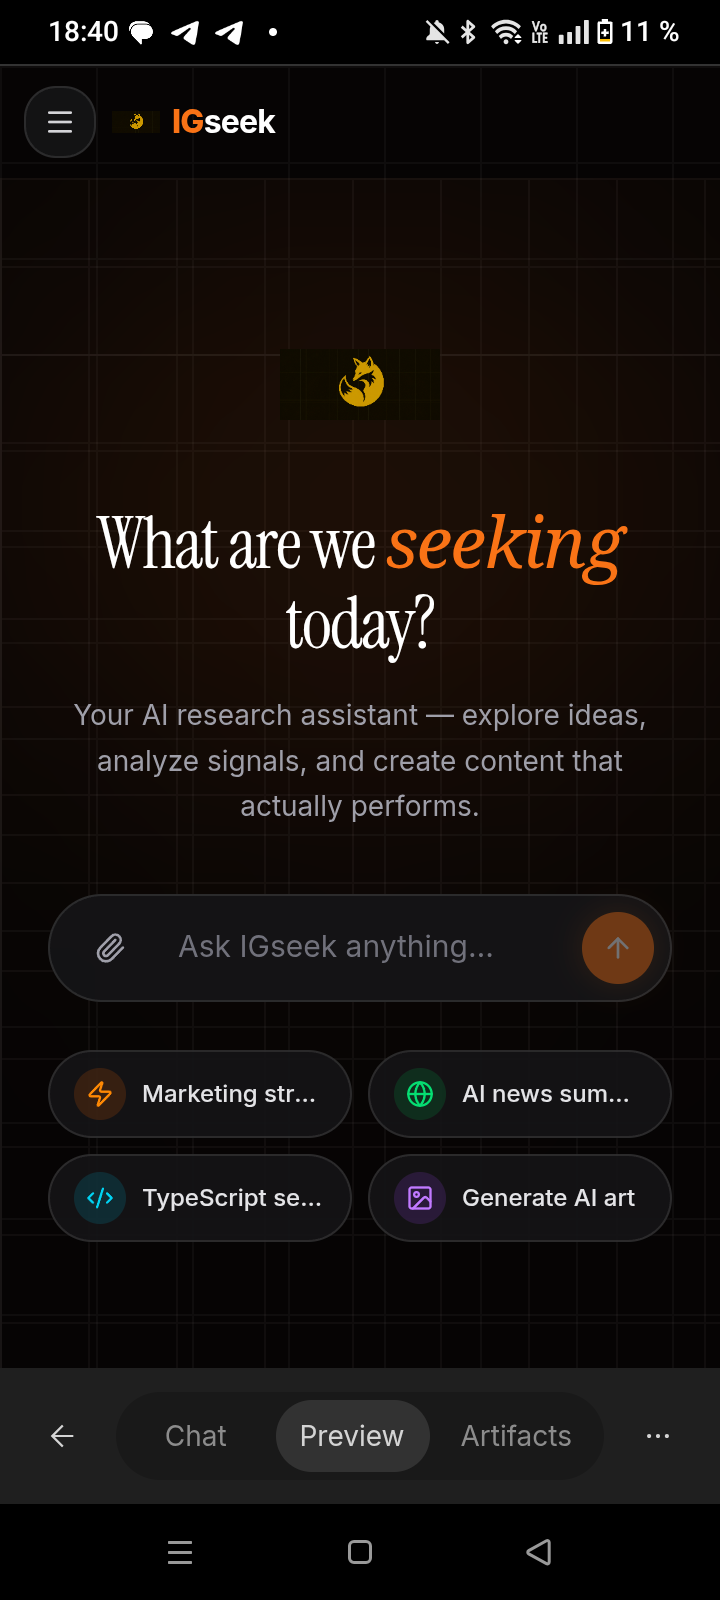 18:40
Vo
LTE
11 %
IGseek
What are we seeking
today?
Your AI research assistant — explore ideas,
analyze signals, and create content that
actually performs.
Ask IGseek anything...
Marketing str...
AI news sum...
TypeScript se...
Generate AI art
Chat
Preview
Artifacts